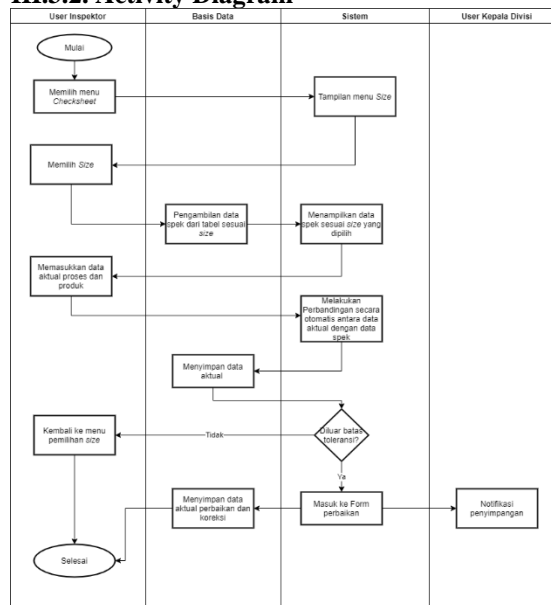 III.3.2. Activity Diagram
User Inspektor
Basis Data
Sistem
User Kepala Divisi
Mulai
Memilih menu
Checksheet
Tampilan menu Size
Memilih Size
Pengambilan data
spek dari tabel sesuai
size
Menampilkan data
spek sesuai size yang
dipilih
Memasukkan data
aktual proses dan
produk
Melakukan
Perbandingan secara
otomatis antara data
aktual dengan data
spek
Menyimpan data
aktual
Kembali ke menu
pemilihan size
Tidak
Diluar batas
toleransi?
Ya
Menyimpan data
aktual perbaikan dan
koreksi
Masuk ke Form
perbaikan
Notifikasi
penyimpangan
Selesai